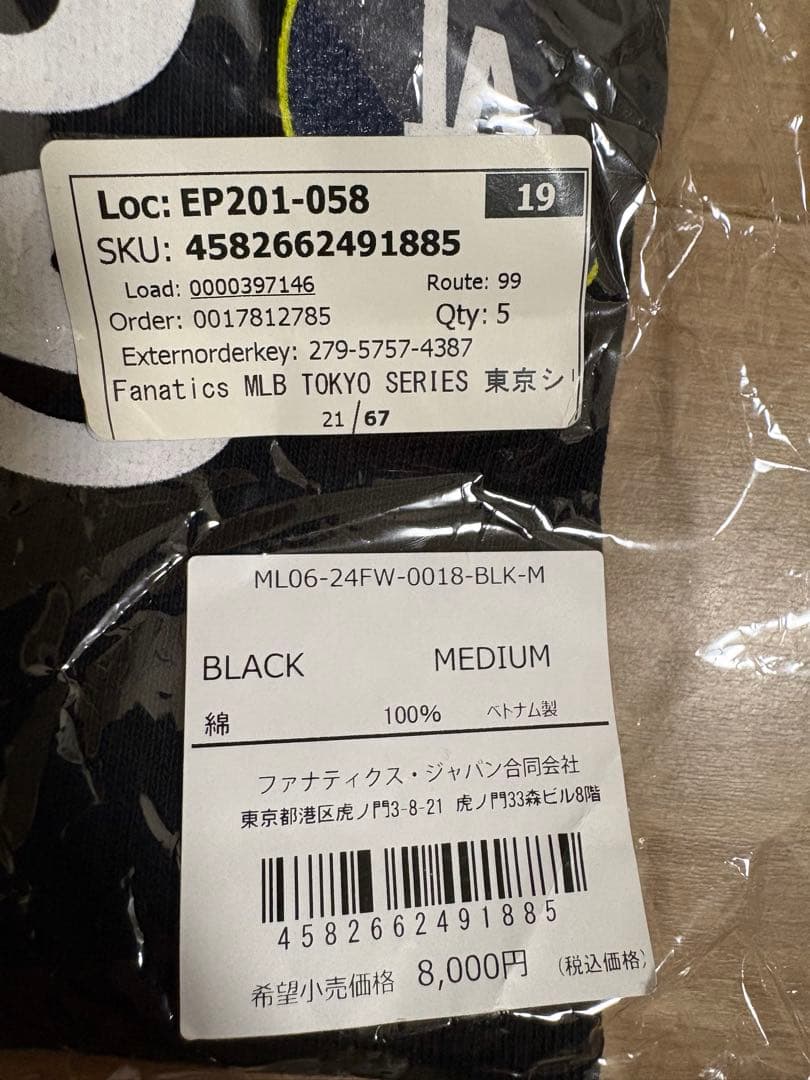 LA
Loc: EP201-058 19
SKU: 4582662491885
Load: 0000397146 Route: 99
Order: 0017812785 Qty: 5
Externorderkey: 279-5757-4387
Fanatics MLB TOKYO SERIES 東京シ
21/67
ML06-24FW-0018-BLK-M
BLACK MEDIUM
綿 100% ベトナム製
ファナティクス・ジャパン合同会社
東京都港区虎ノ門3-8-21 虎ノ門33森ビル8階
4582662491885
希望小売価格 8,000円 (税込価格)